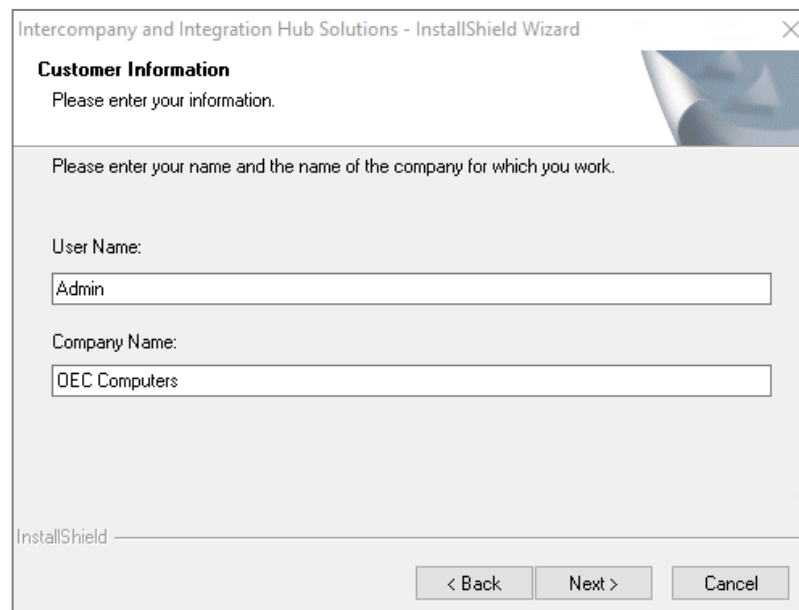 Intercompany and Integration Hub Solutions - InstallShield Wizard
Customer Information
Please enter your information.
Please enter your name and the name of the company for which you work.
User Name:
Admin
Company Name:
OEC Computers
InstallShield
< Back
Next >
Cancel